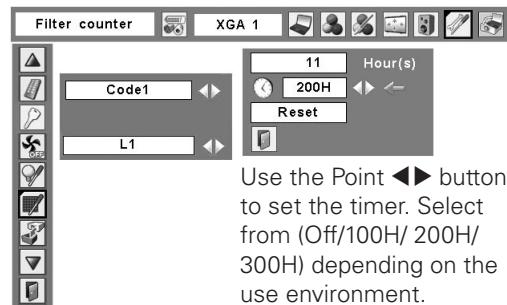 Filter counter
XGA 1
11 Hour(s)
Code1
200H
Reset
L1
OFF
Use the Point ◀▶ button
to set the timer. Select
from (Off/100H/ 200H/
300H) depending on the
use environment.